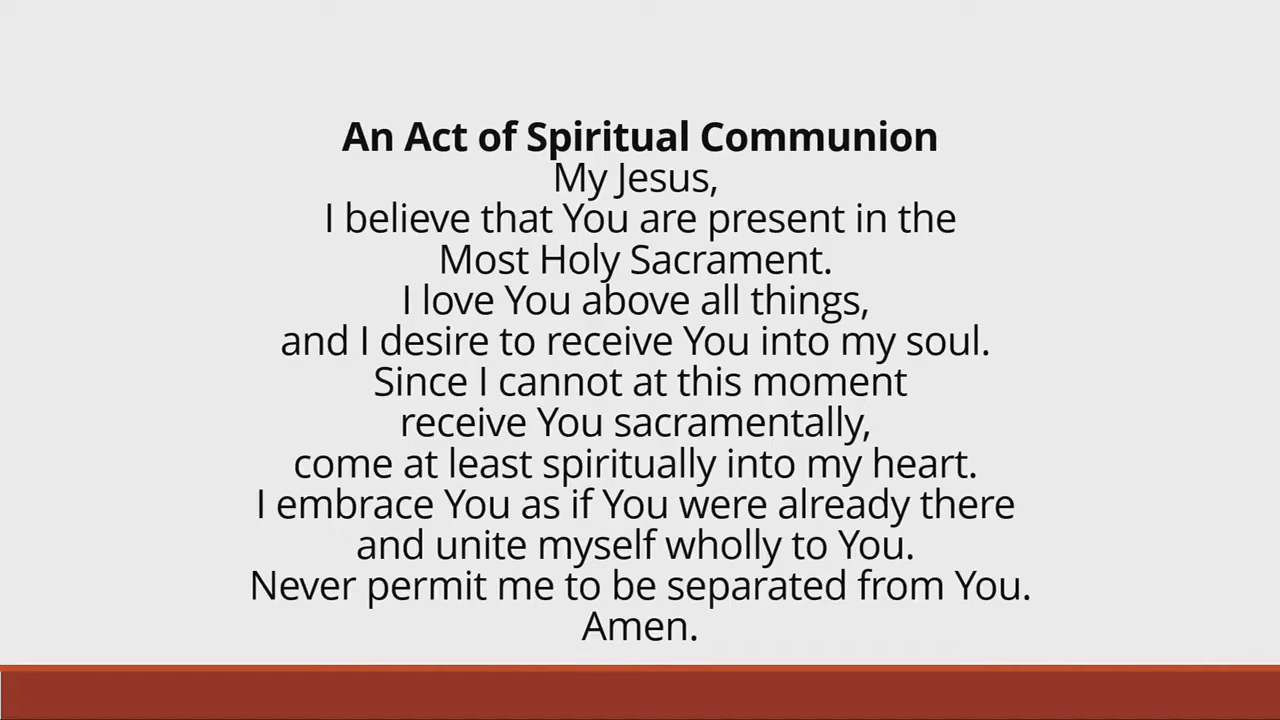 An Act of Spiritual Communion
My Jesus,
I believe that You are present in the
Most Holy Sacrament.
I love You above all things,
and I desire to receive You into my soul.
Since I cannot at this moment
receive You sacramentally,
come at least spiritually into my heart.
I embrace You as if You were already there
and unite myself wholly to You.
Never permit me to be separated from You.
Amen.